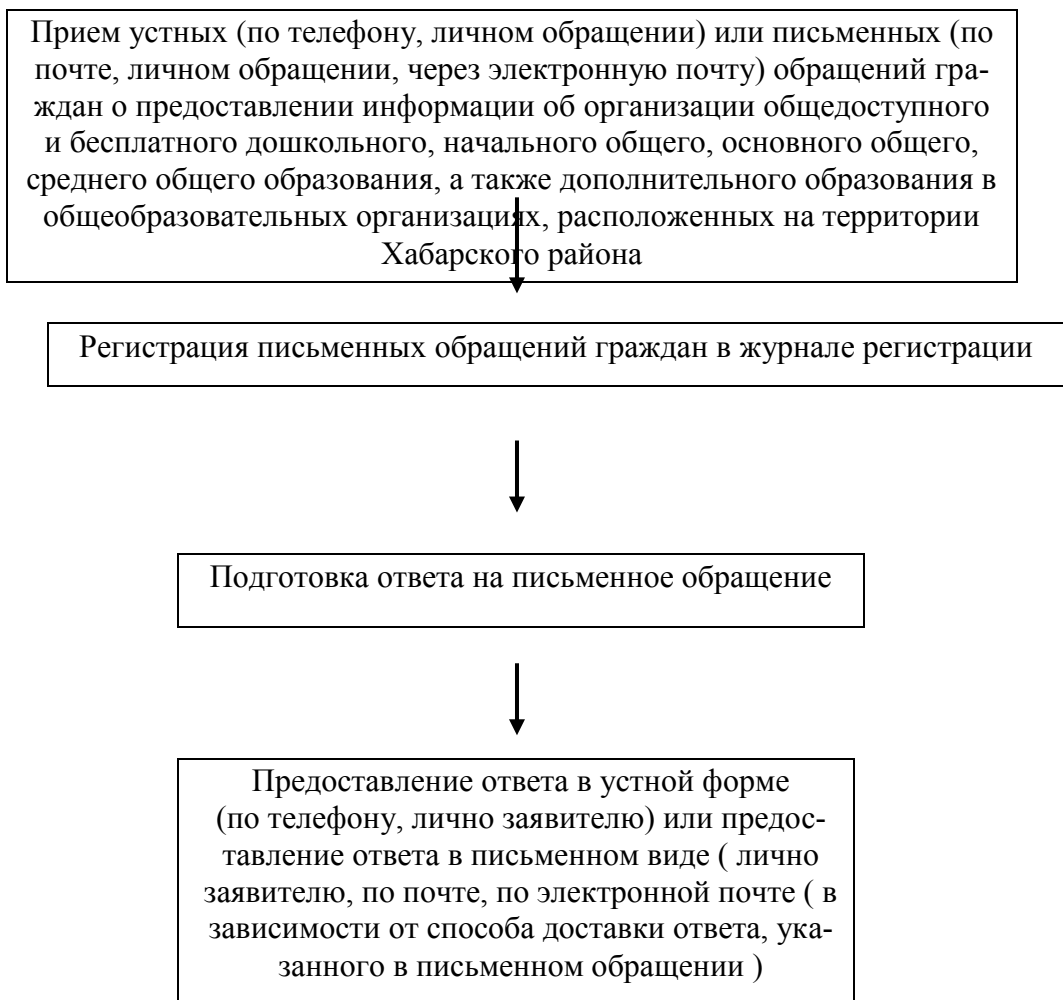 Прием устных (по телефону, личном обращении) или письменных (по
почте, личном обращении, через электронную почту) обращений гра-
ждан о предоставлении информации об организации общедоступного
и бесплатного дошкольного, начального общего, основного общего,
среднего общего образования, а также дополнительного образования в
общеобразовательных организациях, расположенных на территории
Хабарского района
Регистрация письменных обращений граждан в журнале регистрации
Подготовка ответа на письменное обращение
Предоставление ответа в устной форме
(по телефону, лично заявителю) или предос-
тавление ответа в письменном виде ( лично
заявителю, по почте, по электронной почте ( в
зависимости от способа доставки ответа, ука-
занного в письменном обращении )